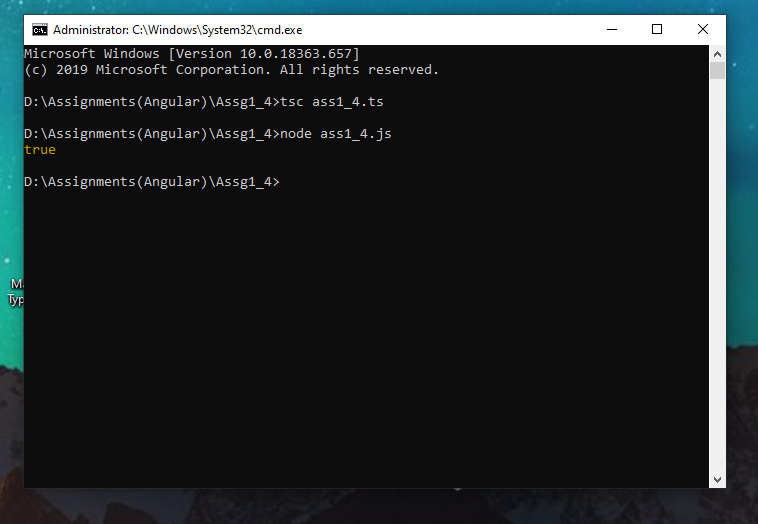 Administrator: C:\Windows\System32\cmd.exe
Microsoft Windows [Version 10.0.18363.657]
(c) 2019 Microsoft Corporation. All rights reserved.
D:\Assignments(Angular)\Assg1_4>tsc ass1_4.ts
D:\Assignments(Angular)\Assg1_4>node ass1_4.js
true
D:\Assignments(Angular)\Assg1_4>